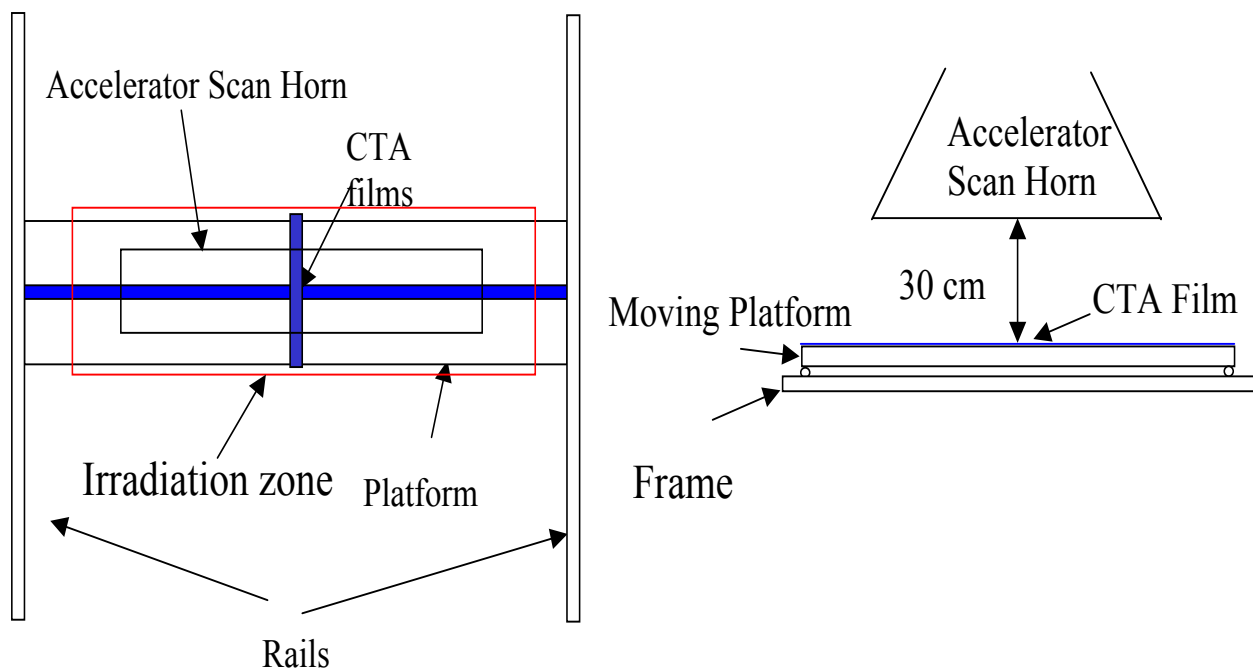 Accelerator Scan Horn
CTA
films
Irradiation zone
Platform
Rails
Accelerator
Scan Horn
30 cm
CTA Film
Moving Platform
Frame